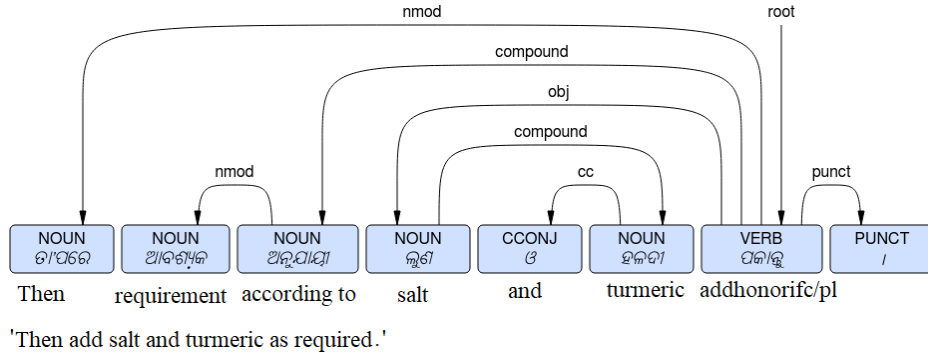 nmod root
compound
obj
compound
nmod cc punct
NOUN NOUN NOUN NOUN CCONJ NOUN VERB PUNCT
ତା'ପରେ ଆବଶ୍ୟକ ଅନୁଯାୟୀ ଲୁଣ ଓ ହଳଦୀ ପକାନ୍ତୁ ।
Then requirement according to salt and turmeric addhonorifc/pl
'Then add salt and turmeric as required.'